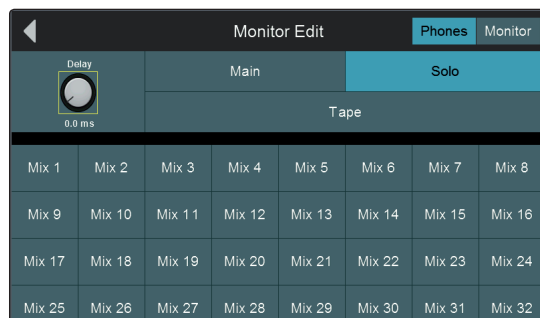 Monitor Edit Phones Monitor
Delay Main Solo
0.0 ms Tape
Mix 1 Mix 2 Mix 3 Mix 4 Mix 5 Mix 6 Mix 7 Mix 8
Mix 9 Mix 10 Mix 11 Mix 12 Mix 13 Mix 14 Mix 15 Mix 16
Mix 17 Mix 18 Mix 19 Mix 20 Mix 21 Mix 22 Mix 23 Mix 24
Mix 25 Mix 26 Mix 27 Mix 28 Mix 29 Mix 30 Mix 31 Mix 32